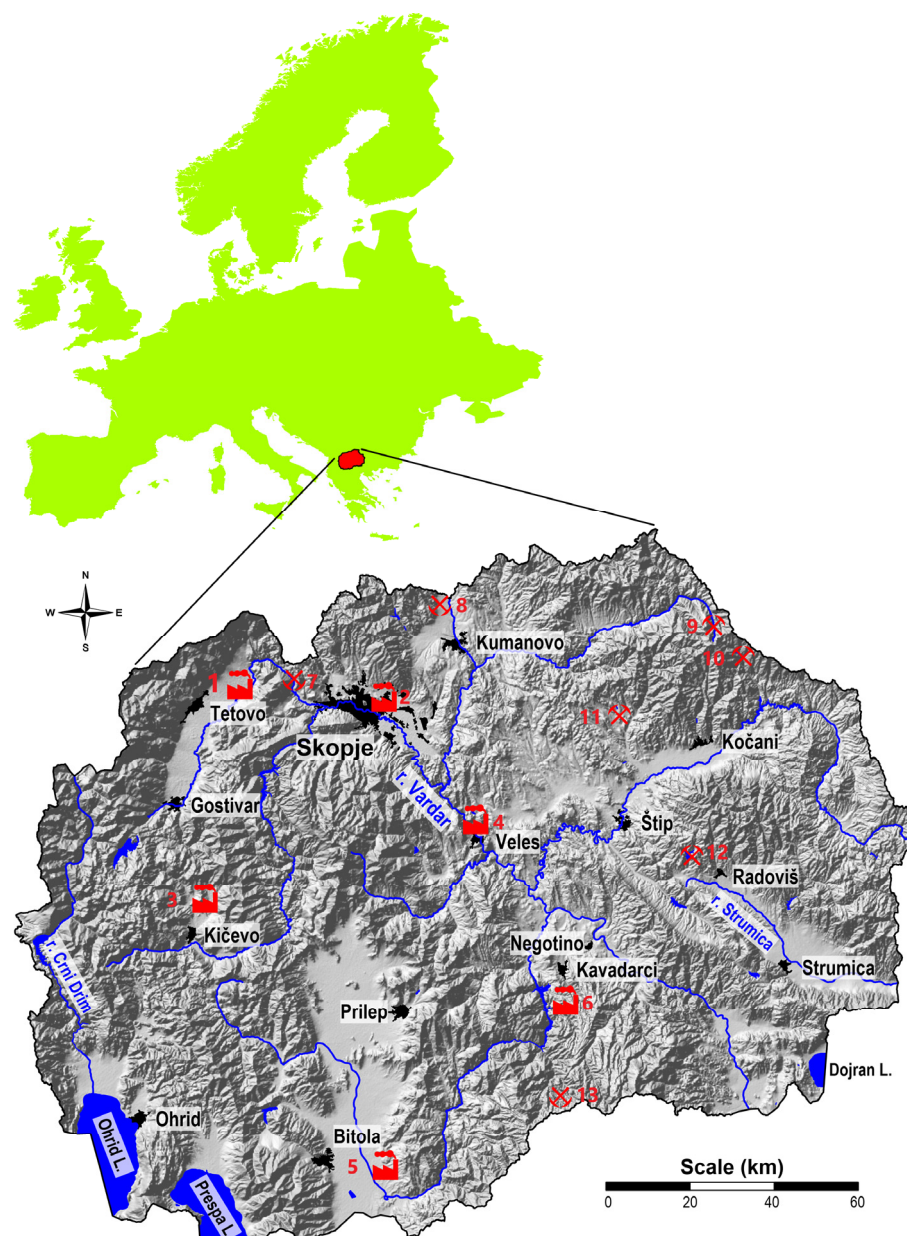 N
W
E
S
8
Kumanovo
9
10
1
7
2
Tetovo
11
Skopje
Kočani
r. Vardar
Gostivar
4
Štip
Veles
12
Radoviš
3
r. Strumica
Kičevo
r. Crni Drim
Negotino
Kavadarci
Strumica
6
Prilep
Dojran L.
13
Ohrid
Ohrid L.
Bitola
5
Prespa L
Scale (km)
0 20 40 60